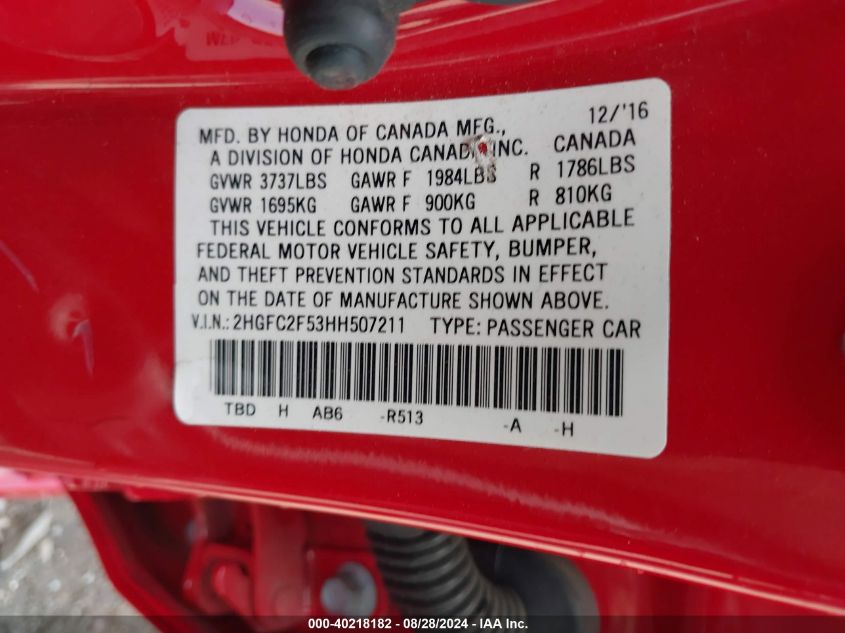 12/'16
MFD. BY HONDA OF CANADA MFG.,
A DIVISION OF HONDA CANADA INC. CANADA
GVWR 3737LBS GAWR F 1984LBS R 1786LBS
GVWR 1695KG GAWR F 900KG R 810KG
THIS VEHICLE CONFORMS TO ALL APPLICABLE
FEDERAL MOTOR VEHICLE SAFETY, BUMPER,
AND THEFT PREVENTION STANDARDS IN EFFECT
ON THE DATE OF MANUFACTURE SHOWN ABOVE.
V.I.N.: 2HGFC2F53HH507211 TYPE: PASSENGER CAR
TBD H AB6 -R513 -A -H
000-40218182 - 08/28/2024 - IAA Inc.